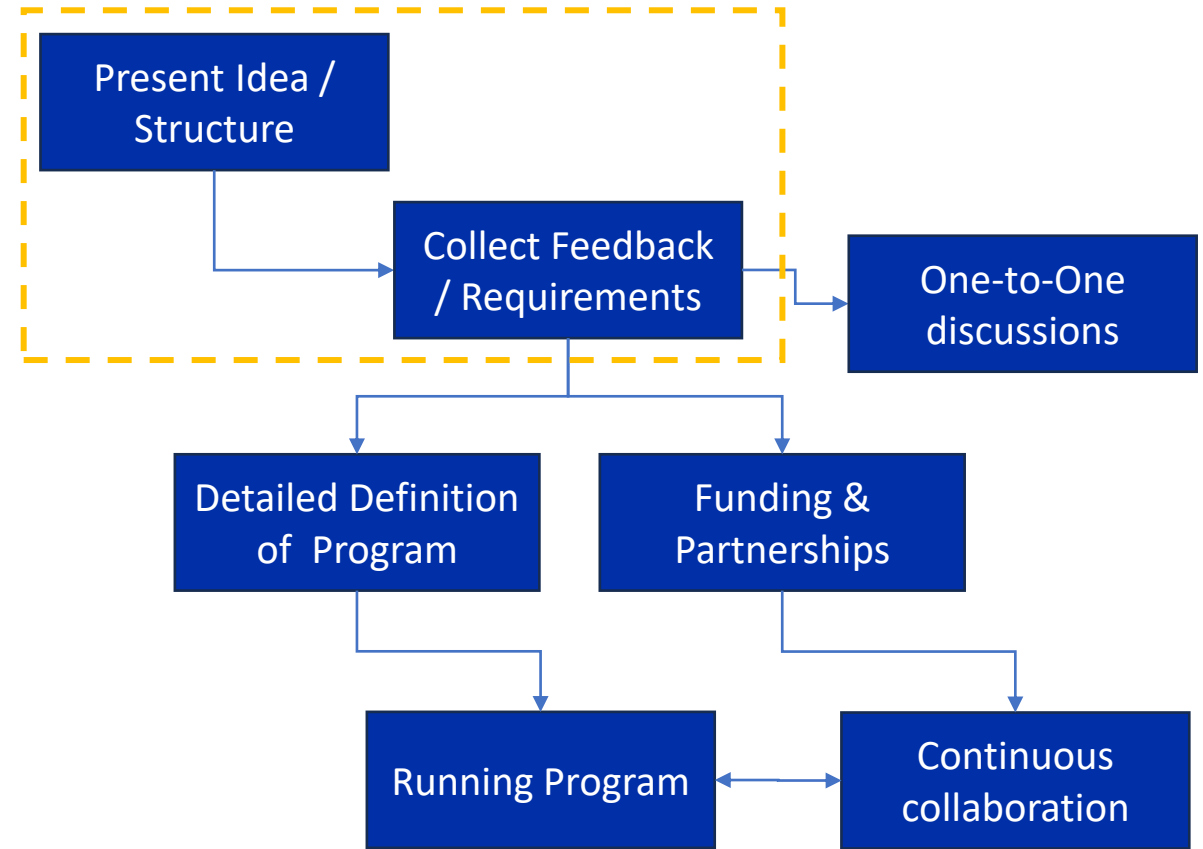 Present Idea /
Structure
Collect Feedback
/ Requirements
One-to-One
discussions
Detailed Definition
of  Program
Funding &
Partnerships
Running Program
Continuous
collaboration